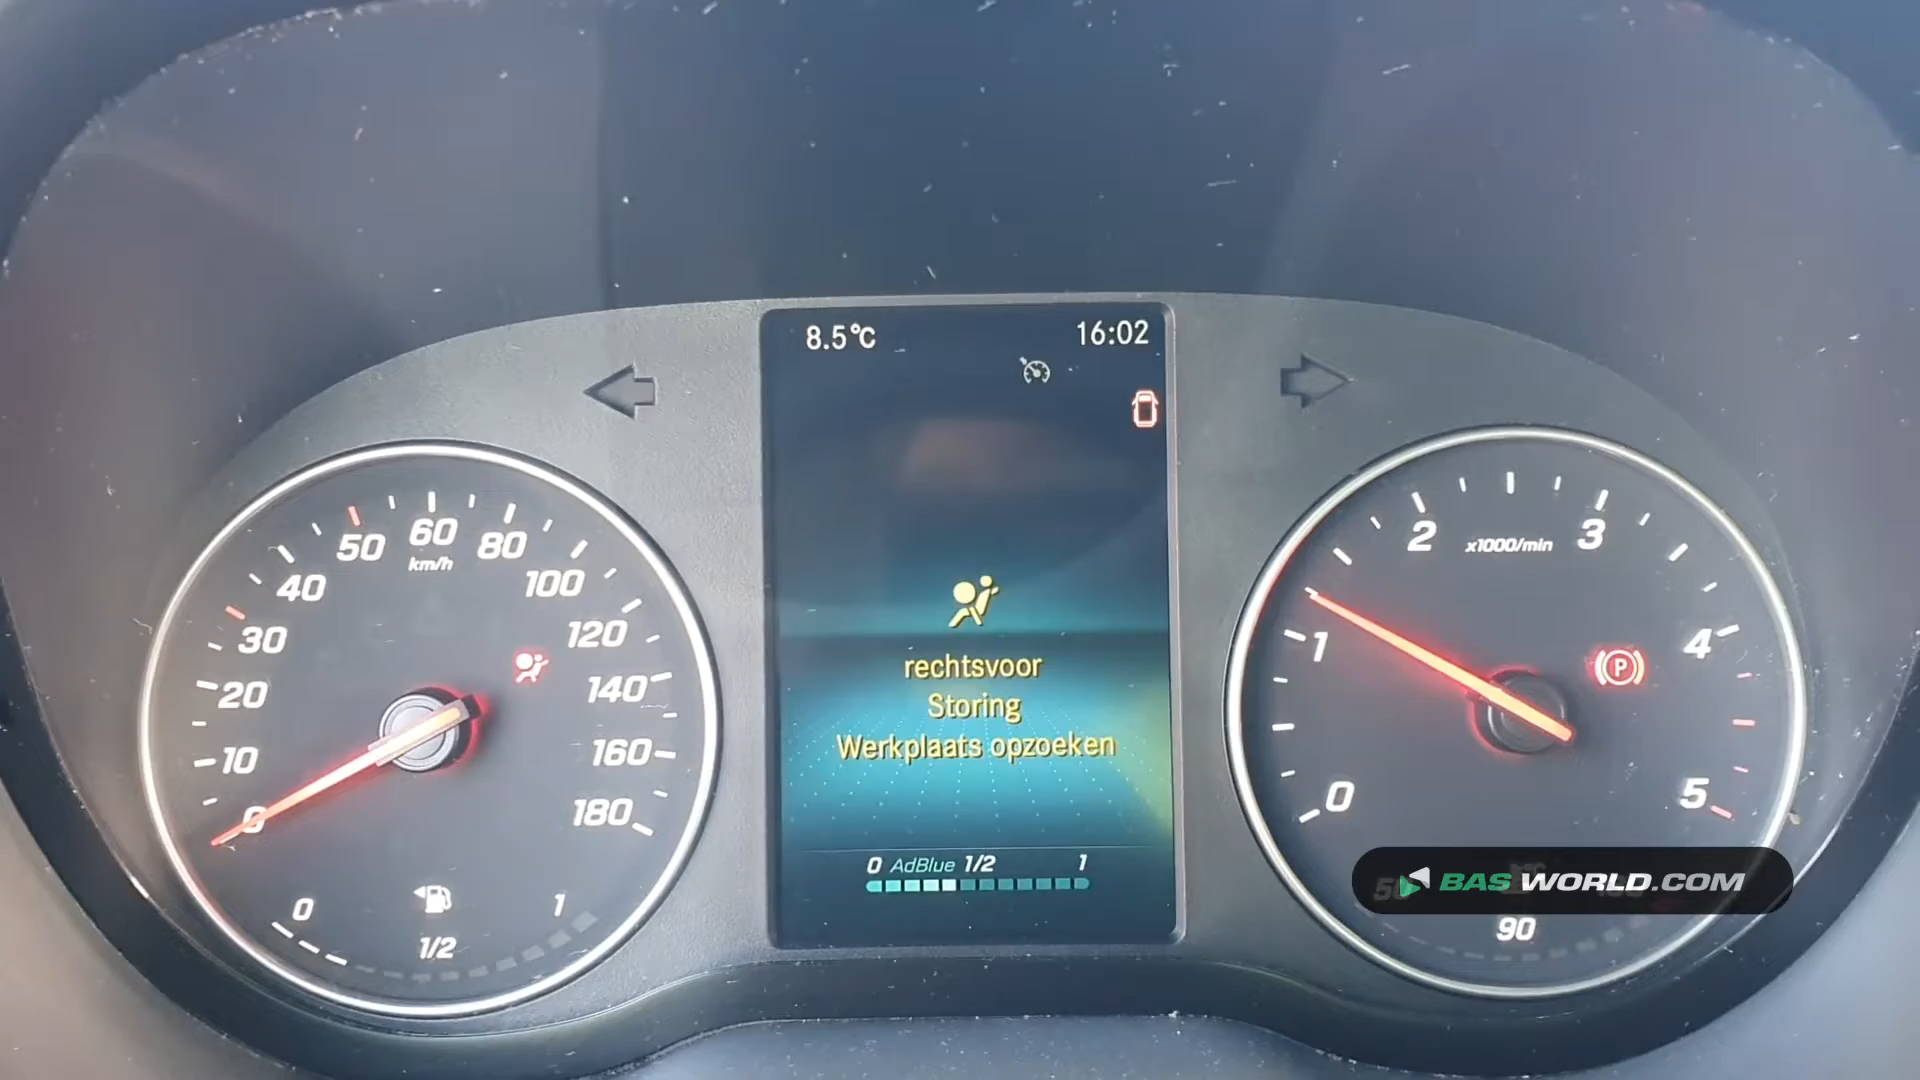 8.5°C 16:02
rechtsvoor
Storing
Werkplaats opzoeken
0 AdBlue 1/2 1
0
10
20
30
40
50
60
km/h
80
100
120
140
160
180
0 1/2 1
0
1
2
x1000/min
3
4
5
P
50
90
BAS WORLD.COM